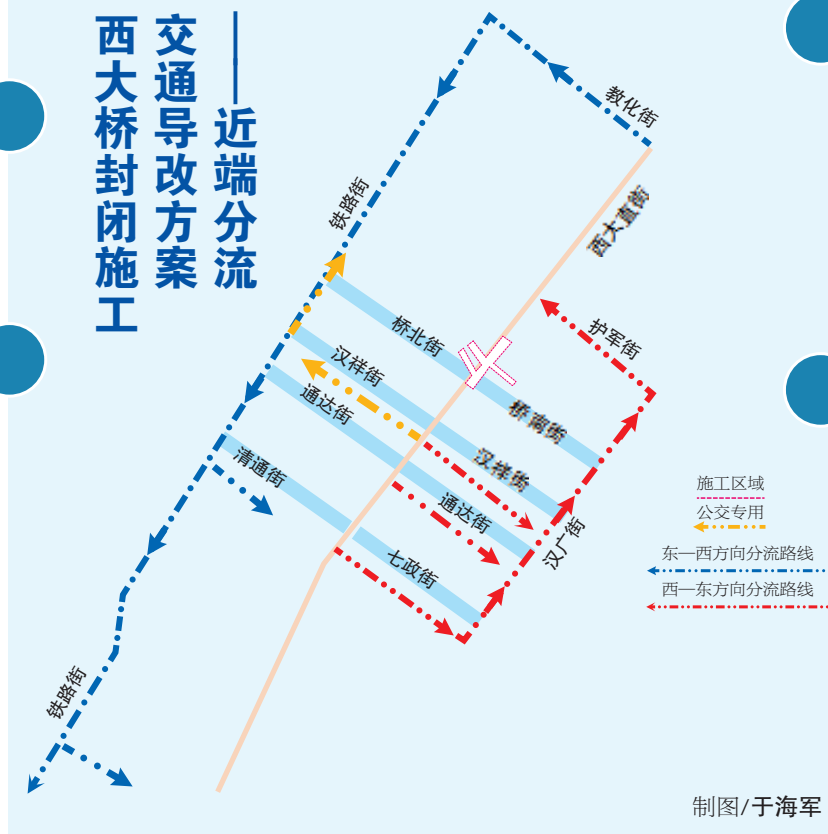 西大桥封闭施工
交通导改方案
——近端分流
教化街
铁路街
西大直街
护军街
桥北街
汉祥街
通达街
桥南街
清通街
汉祥街
通达街
汉广街
七政街
铁路街
施工区域
公交专用
东—西方向分流路线
西—东方向分流路线
制图/于海军